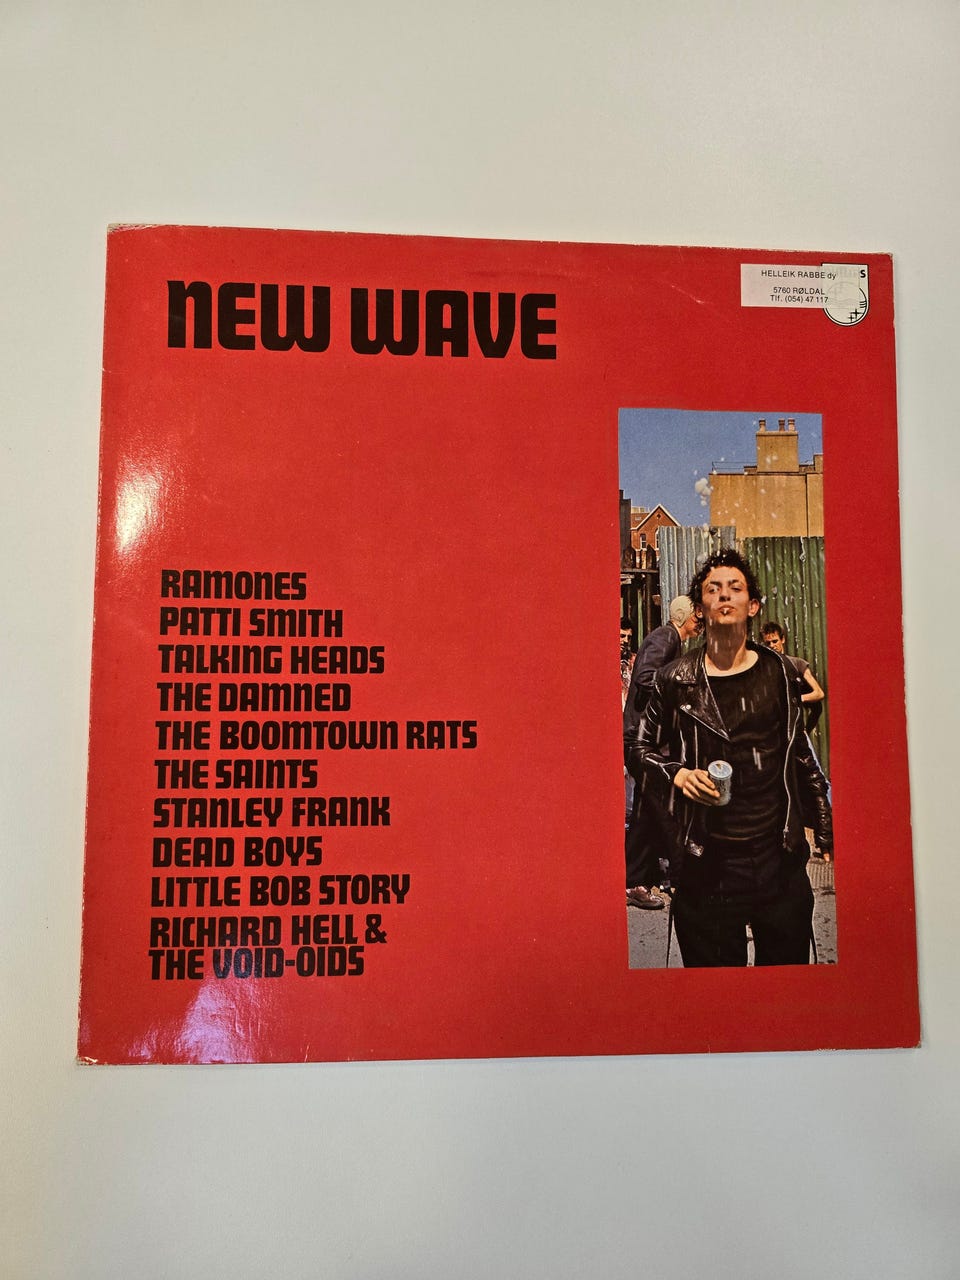 NEW WAVE
HELLEIK RABBE dy
5760 RØLDAL
Tlf. (054) 47 117
RAMONES
PATTI SMITH
TALKING HEADS
THE DAMNED
THE BOOMTOWN RATS
THE SAINTS
STANLEY FRANK
DEAD BOYS
LITTLE BOB STORY
RICHARD HELL &
THE VOID-OIDS